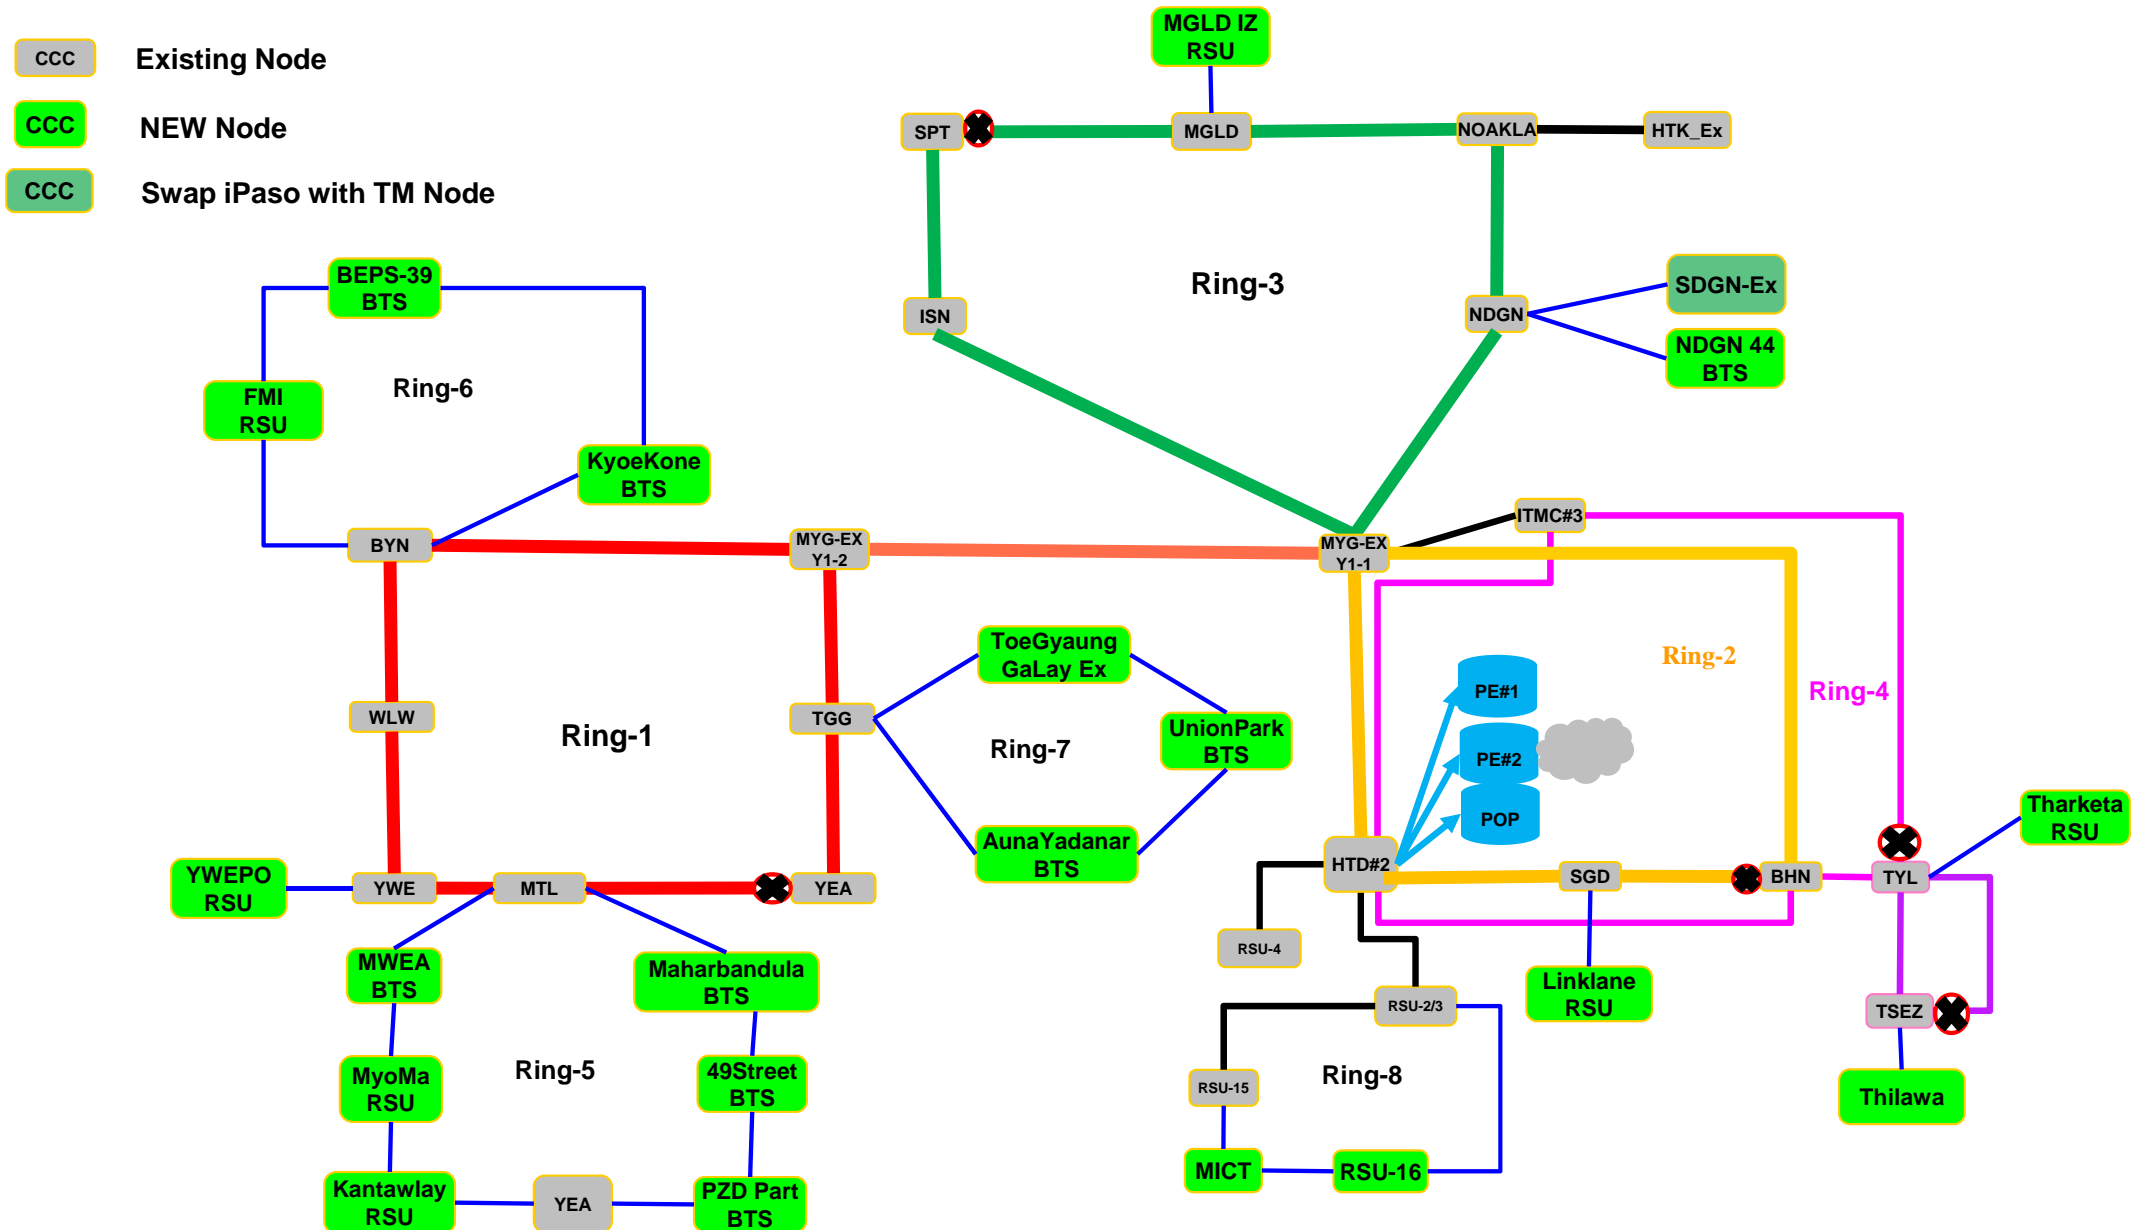 MGLD IZ
RSU
CCC
Existing Node
CCC
NEW Node
CCC
Swap iPaso with TM Node
SPT
MGLD
NOAKLA
HTK_Ex
BEPS-39
BTS
Ring-3
SDGN-Ex
ISN
NDGN
NDGN 44
BTS
Ring-6
FMI
RSU
KyoeKone
BTS
ITMC#3
BYN
MYG-EX
Y1-2
MYG-EX
Y1-1
ToeGyaung
GaLay Ex
Ring-2
PE#1
Ring-4
WLW
Ring-1
TGG
Ring-7
UnionPark
BTS
PE#2
POP
Tharketa
RSU
AunaYadanar
BTS
HTD#2
SGD
BHN
TYL
YWEPO
RSU
YWE
MTL
YEA
RSU-4
MWEA
BTS
Maharbandula
BTS
Linklane
RSU
RSU-2/3
TSEZ
MyoMa
RSU
Ring-5
49Street
BTS
RSU-15
Ring-8
Thilawa
MICT
RSU-16
Kantawlay
RSU
YEA
PZD Part
BTS